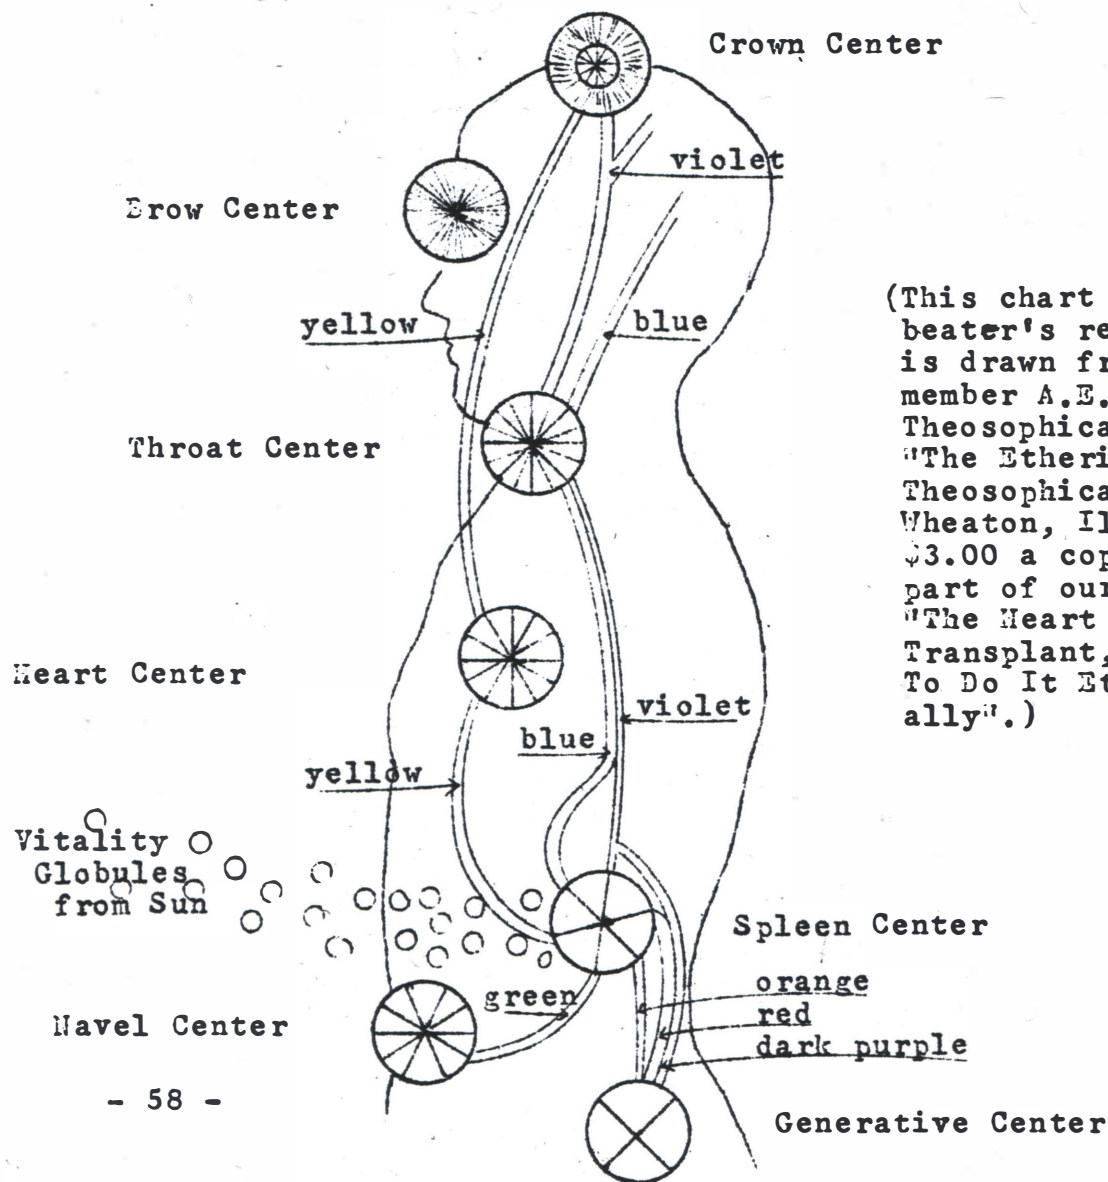 Crown Center
violet
Brow Center
yellow
blue
(This chart
beater's re
is drawn fr
member A.E.
Theosophica
"The Etheri
Theosophica
Wheaton, Il
$3.00 a cop
part of our
"The Heart
Transplant,
To Do It Et
ally".)
Throat Center
Heart Center
violet
blue
yellow
Vitality
Globules
from Sun
Spleen Center
orange
red
dark purple
green
Navel Center
- 58 -
Generative Center